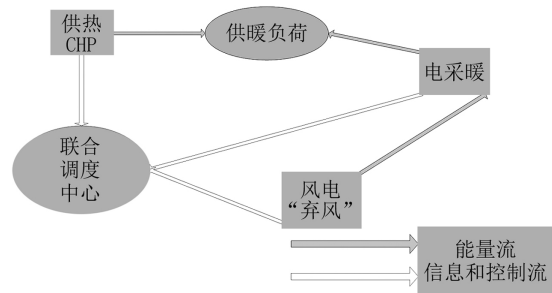 供热
CHP
供暖负荷
电采暖
联合
调度
中心
风电
“弃风”
能量流
信息和控制流